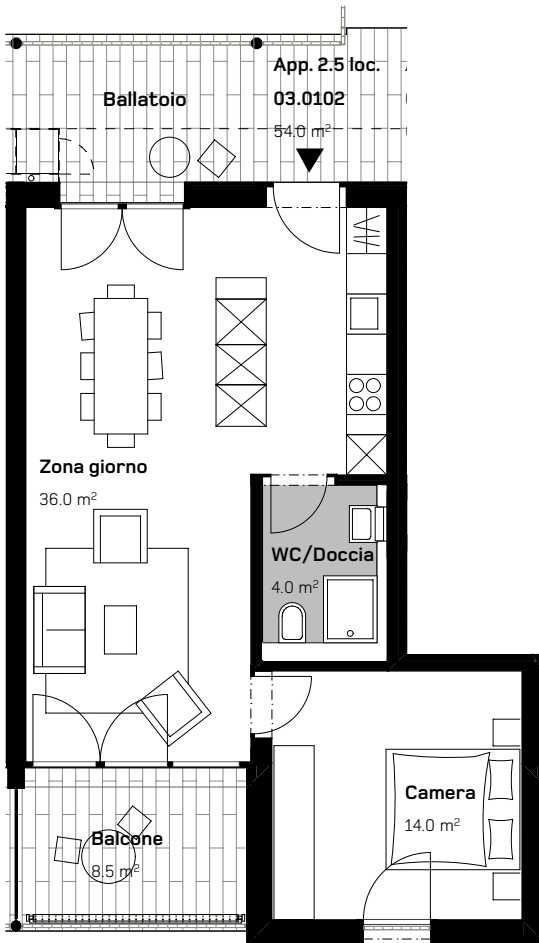 App. 2.5 loc.
03.0102
54.0 m²
Ballatoio
Zona giorno
36.0 m²
WC/Doccia
4.0 m²
Camera
14.0 m²
Balcone
8.5 m²